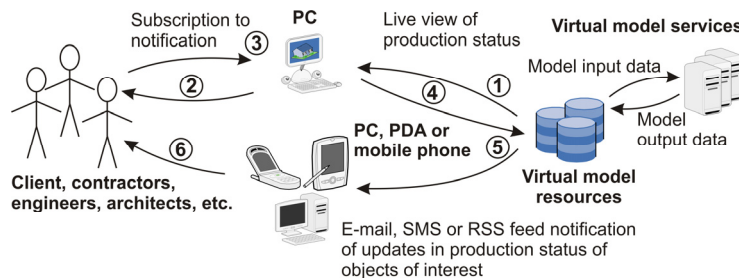 Subscription to
notification
③
②
PC
Live view of
production status
①
④
Virtual model services
Model input data
Model
output data
⑥
⑤
PC, PDA or
mobile phone
Client, contractors,
engineers, architects, etc.
Virtual model
resources
E-mail, SMS or RSS feed notification
of updates in production status of
objects of interest